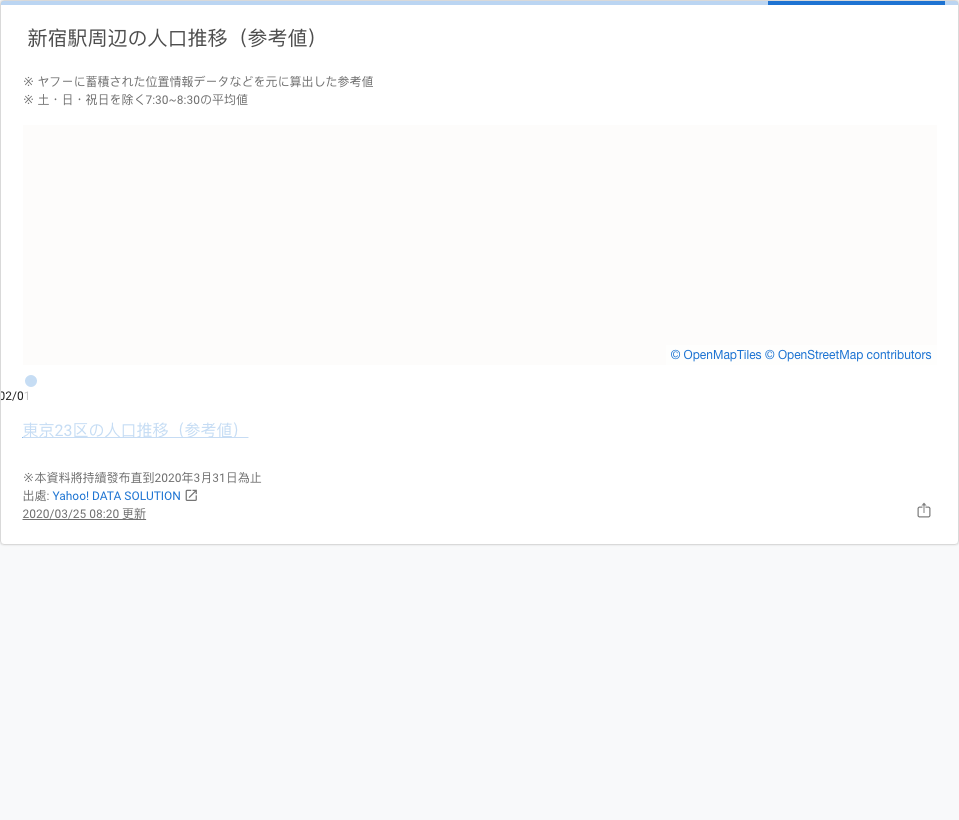 新宿駅周辺の人口推移（参考値）
※ ヤフーに蓄積された位置情報データなどを元に算出した参考値
※ 土・日・祝日を除く7:30~8:30の平均値
© OpenMapTiles © OpenStreetMap contributors
02/01
東京23区の人口推移（参考値）
※本資料將持續發布直到2020年3月31日為止
出處: Yahoo! DATA SOLUTION
2020/03/25 08:20 更新